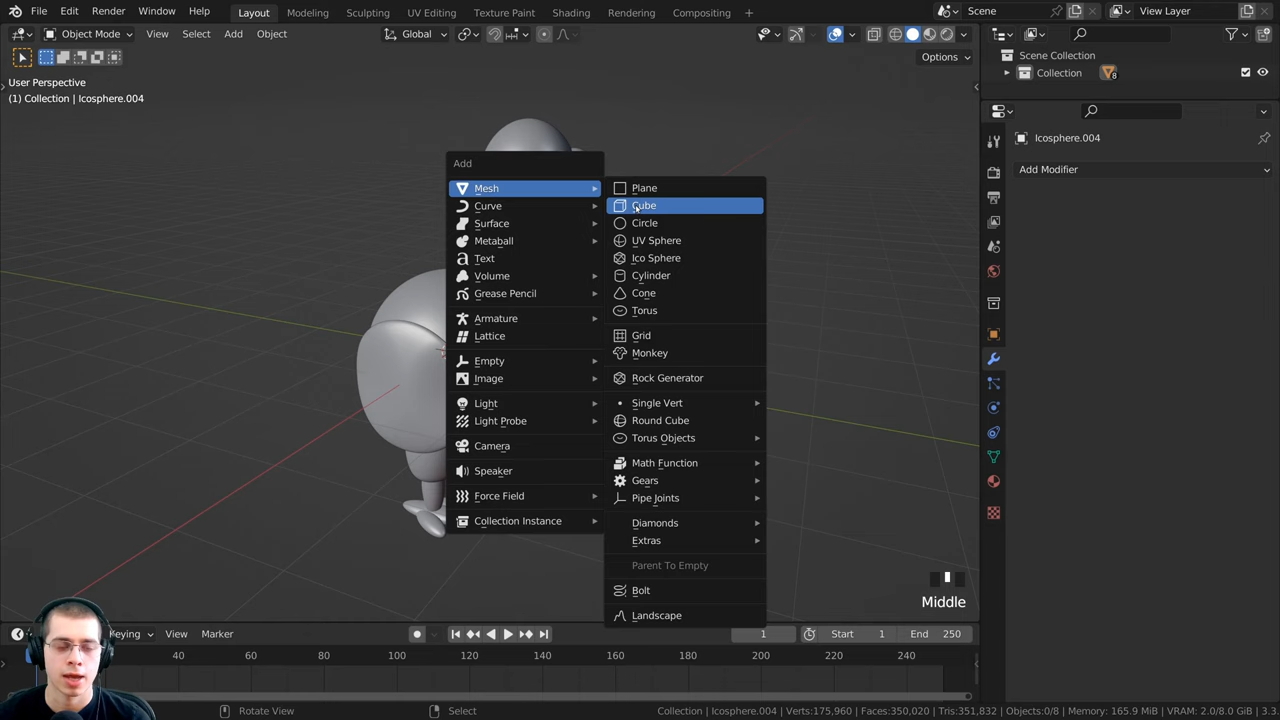 File Edit Render Window Help Layout Modeling Sculpting UV Editing Texture Paint Shading Rendering Compositing + Scene View Layer
Object Mode View Select Add Object Global
Options
User Perspective
(1) Collection | Icosphere.004
Scene Collection
Collection 8
Icosphere.004
Add Modifier
Add
Mesh
Curve
Surface
Metaball
Text
Volume
Grease Pencil
Armature
Lattice
Empty
Image
Light
Light Probe
Camera
Speaker
Force Field
Collection Instance
Plane
Cube
Circle
UV Sphere
Ico Sphere
Cylinder
Cone
Torus
Grid
Monkey
Rock Generator
Single Vert
Round Cube
Torus Objects
Math Function
Gears
Pipe Joints
Diamonds
Extras
Parent To Empty
Bolt
Landscape
Middle
Keying View Marker 1 Start 1 End 250
40 60 80 100 120 140 160 180 200 220 240
Rotate View Select Collection | Icosphere.004 | Verts:175,960 | Faces:350,020 | Tris:351,832 | Objects:0/8 | Memory: 165.9 MiB | VRAM: 2.0/8.0 GiB | 3.3